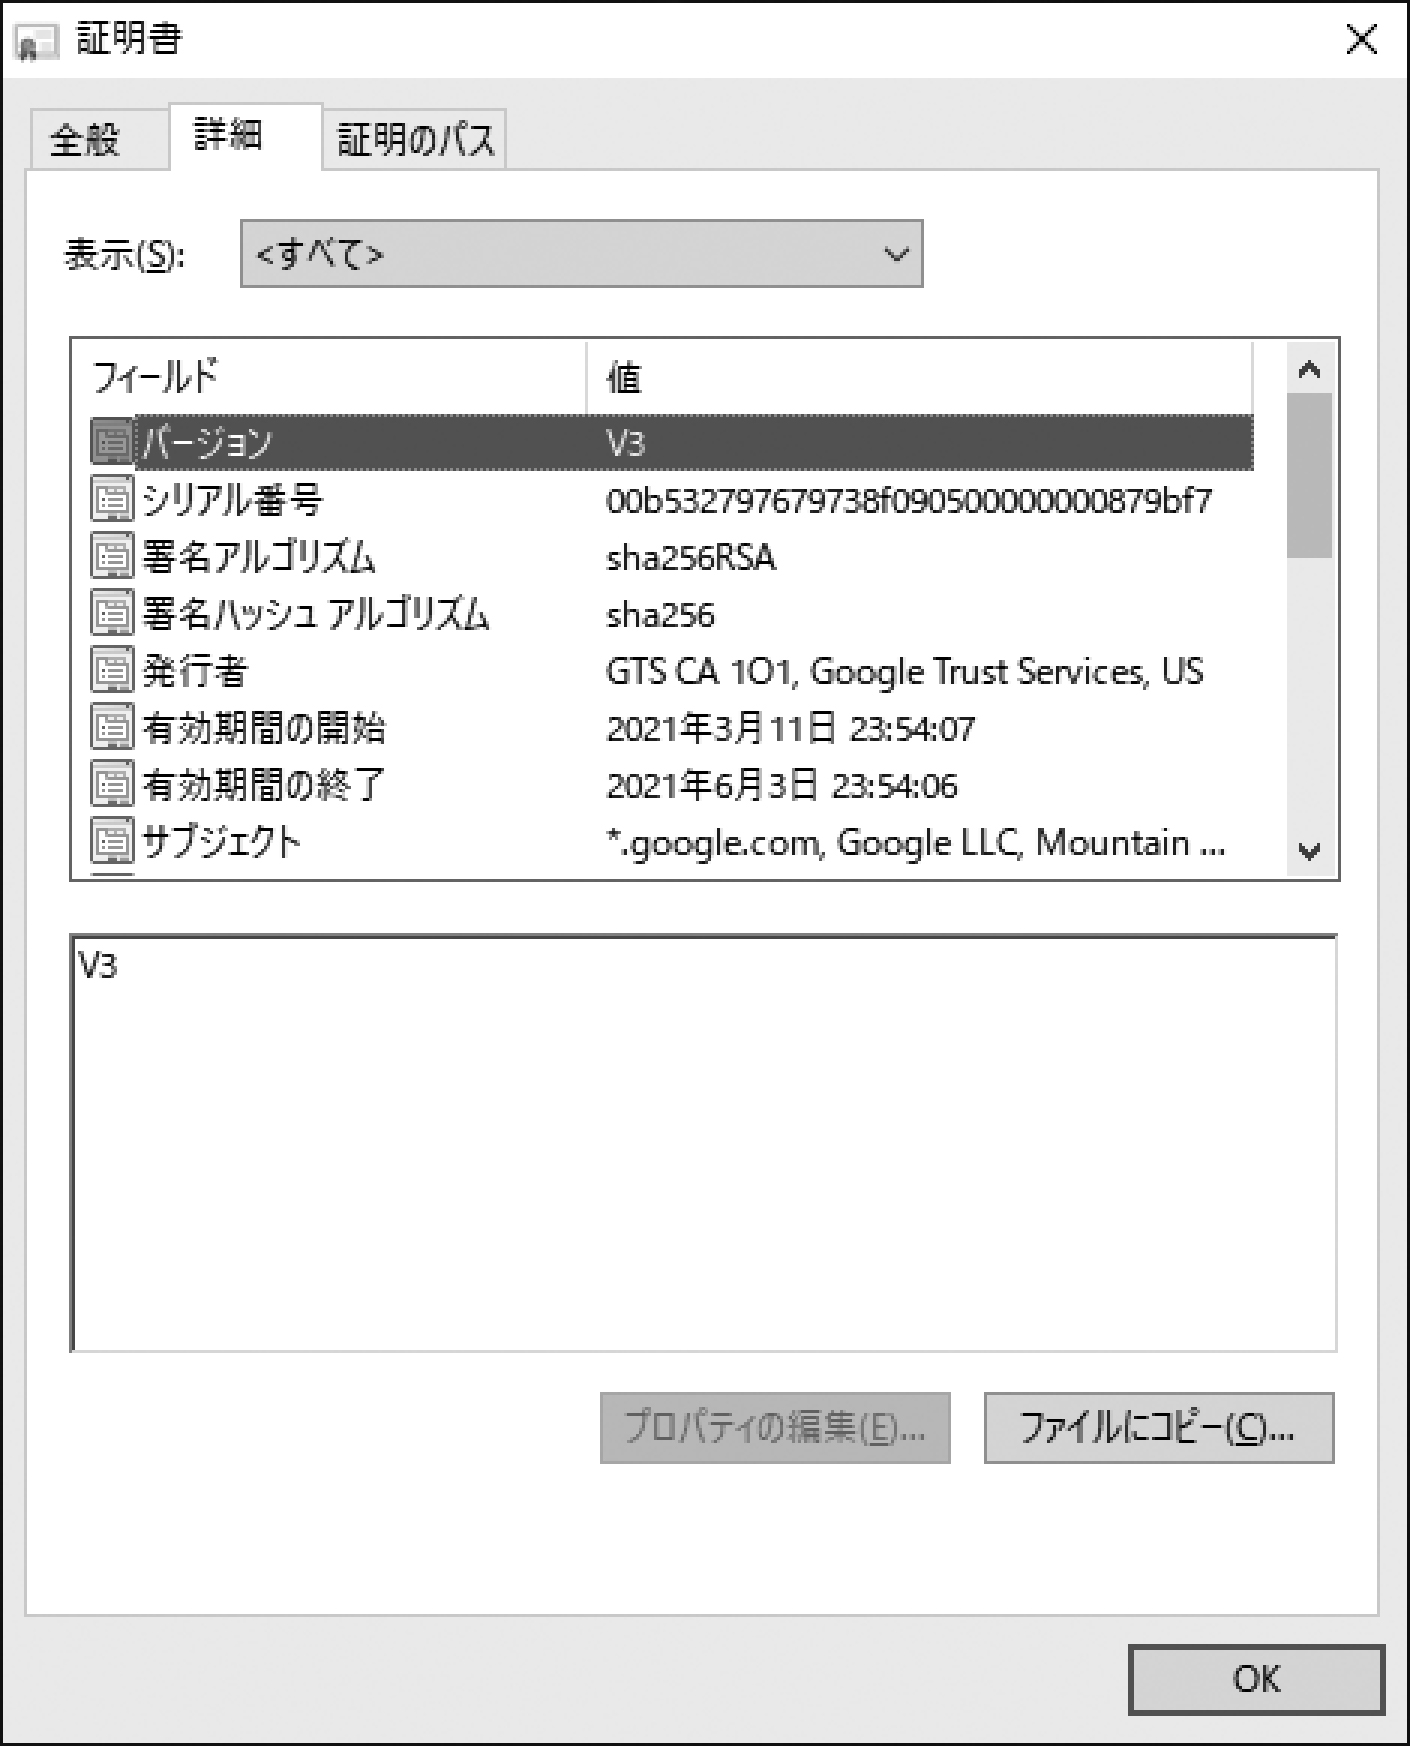 証明書
全般 詳細 証明のパス
表示(S): <すべて>
フィールド 値
バージョン V3
シリアル番号 00b532797679738f090500000000879bf7
署名アルゴリズム sha256RSA
署名ハッシュ アルゴリズム sha256
発行者 GTS CA 1O1, Google Trust Services, US
有効期間の開始 2021年3月11日 23:54:07
有効期間の終了 2021年6月3日 23:54:06
サブジェクト *.google.com, Google LLC, Mountain ...
V3
プロパティの編集(E)... ファイルにコピー(C)...
OK